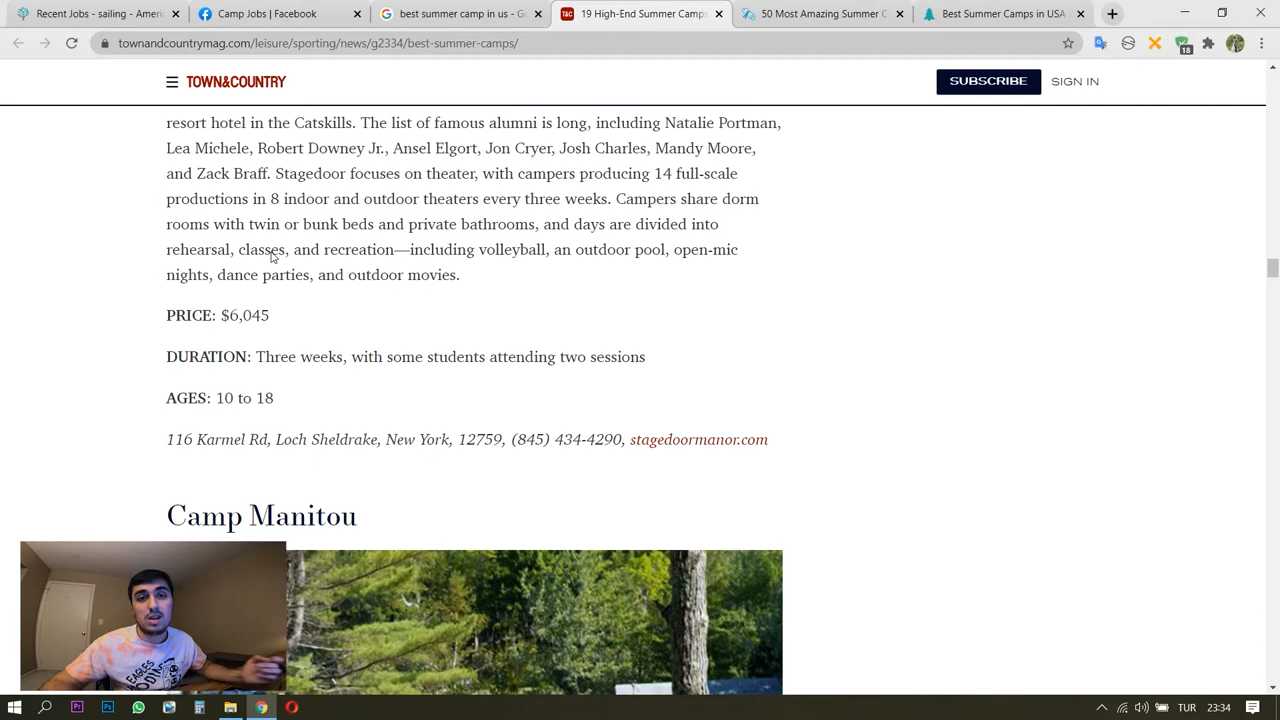 Recent Jobs - sailing - Americ
Camp Jobs | Facebook
best summer camp in us - Go
19 High-End Summer Camps
50 Most Amazing Summer C
Best Summer Camps in USA
townandcountrymag.com/leisure/sporting/news/g2334/best-summer-camps/
18
TOWN&COUNTRY
SUBSCRIBE
SIGN IN
resort hotel in the Catskills. The list of famous alumni is long, including Natalie Portman,
Lea Michele, Robert Downey Jr., Ansel Elgort, Jon Cryer, Josh Charles, Mandy Moore,
and Zack Braff. Stagedoor focuses on theater, with campers producing 14 full-scale
productions in 8 indoor and outdoor theaters every three weeks. Campers share dorm
rooms with twin or bunk beds and private bathrooms, and days are divided into
rehearsal, classes, and recreation—including volleyball, an outdoor pool, open-mic
nights, dance parties, and outdoor movies.
PRICE: $6,045
DURATION: Three weeks, with some students attending two sessions
AGES: 10 to 18
116 Karmel Rd, Loch Sheldrake, New York, 12759, (845) 434-4290, stagedoormanor.com
Camp Manitou
EAGLES
TUR
23:34